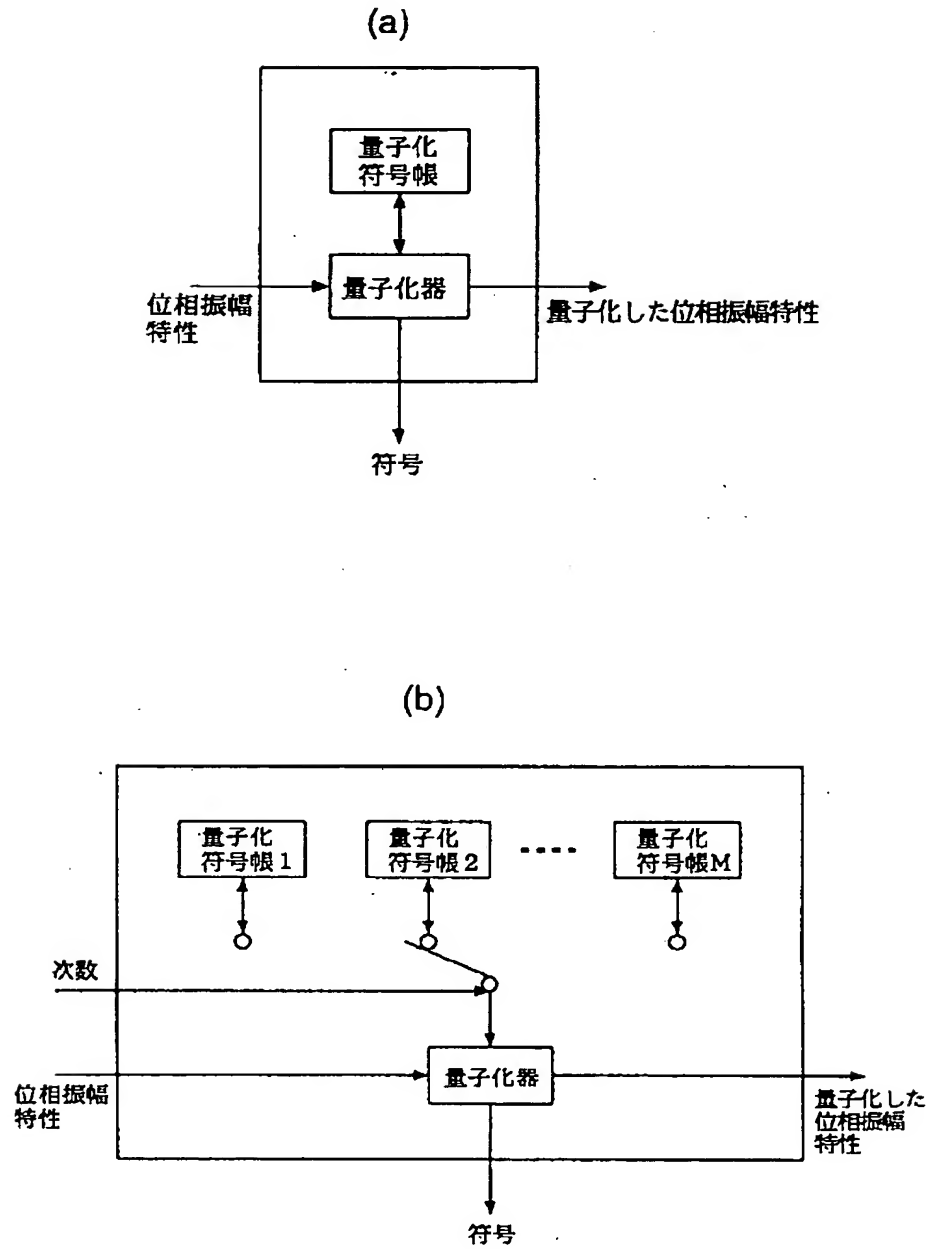 (a)
量子化
符号帳
量子化器
位相振幅
特性
量子化した位相振幅特性
符号
(b)
量子化
符号帳1
量子化
符号帳2
量子化
符号帳M
次数
量子化器
位相振幅
特性
量子化した
位相振幅
特性
符号